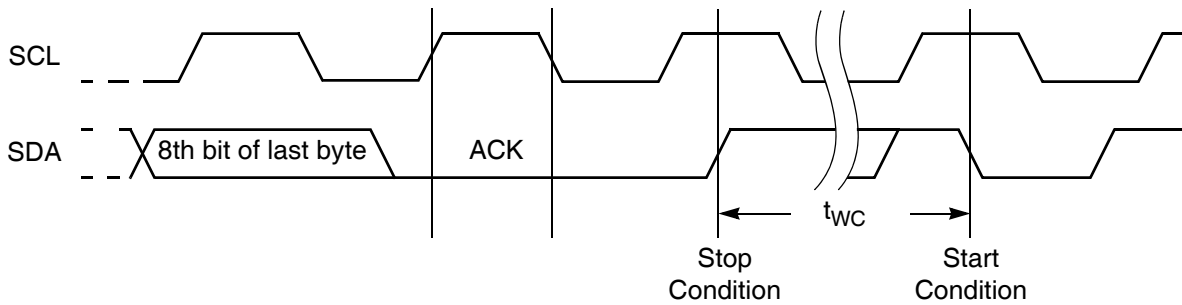 SCL
SDA
8th bit of last byte
ACK
tWC
Stop
Condition
Start
Condition